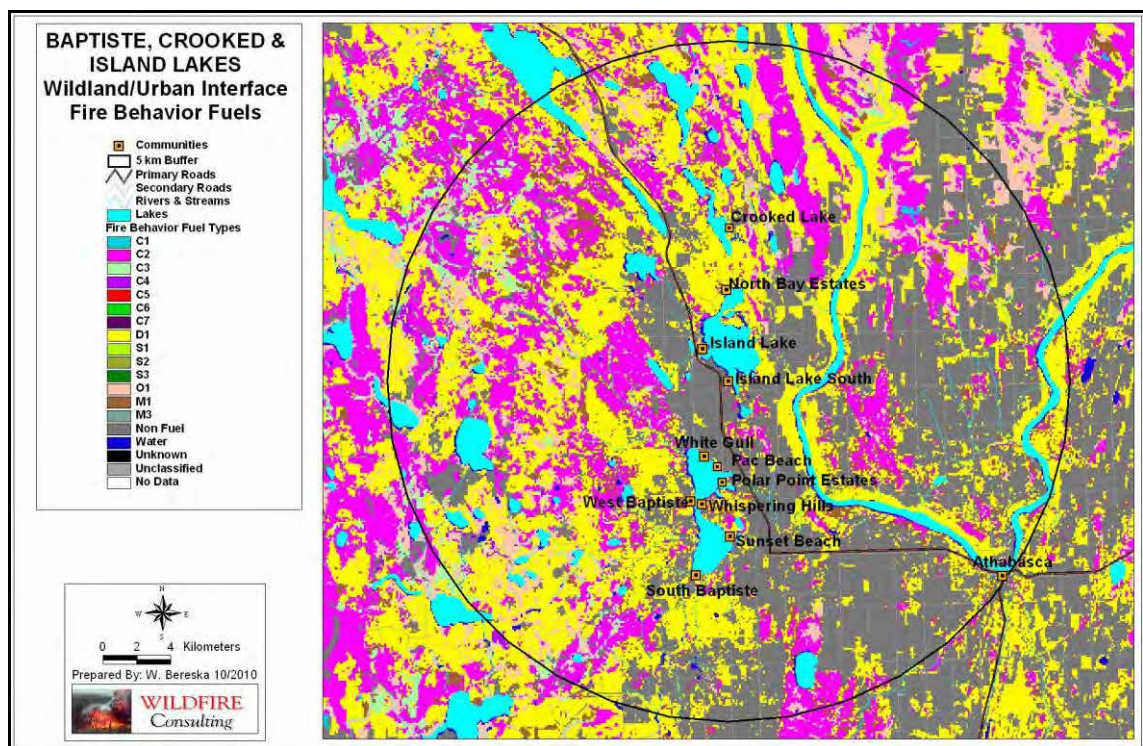 BAPTISTE, CROOKED &
ISLAND LAKES
Wildland/Urban Interface
Fire Behavior Fuels
Communities
5 km Buffer
Primary Roads
Secondary Roads
Rivers & Streams
Lakes
Fire Behavior Fuel Types
C1
C2
C3
C4
C5
C6
C7
D1
S1
S2
S3
O1
M1
M3
Non Fuel
Water
Unknown
Unclassified
No Data
N
W E
S
0 2 4 Kilometers
Prepared By: W. Bereska 10/2010
WILDFIRE
Consulting
Crooked Lake
North Bay Estates
Island Lake
Island Lake South
White Gull
Pac Beach
Polar Point Estates
West Baptiste
Whispering Hills
Sunset Beach
Athabasca
South Baptiste